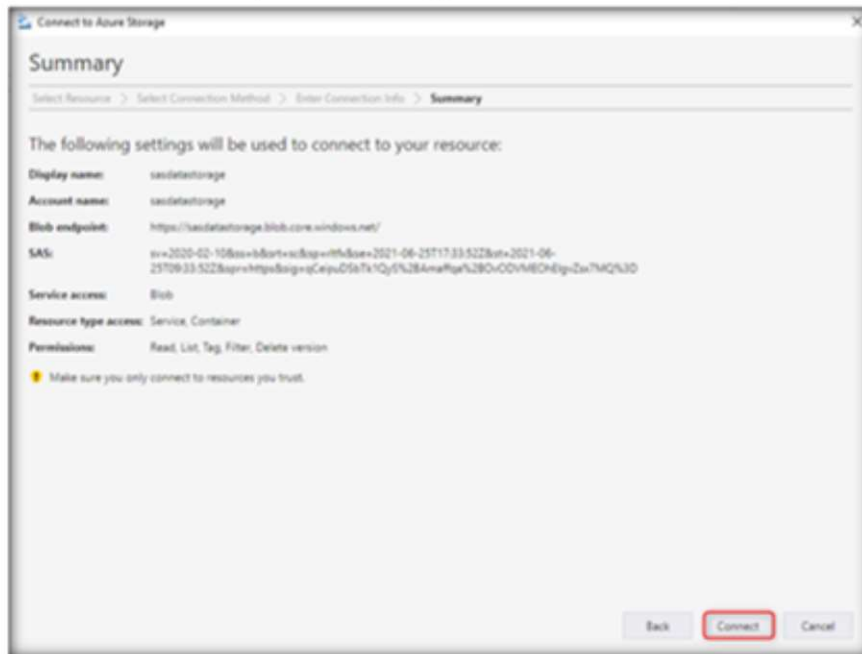 Connect to Azure Storage
Summary
Select Resource > Select Connection Method > Enter Connection Info > Summary
The following settings will be used to connect to your resource:
Display name: sasdatastorage
Account name: sasdatastorage
Blob endpoint: https://sasdatastorage.blob.core.windows.net/
SAS:
Service access: Blob
Resource type access: Service, Container
Permissions: Read, List, Tag, Filter, Delete version
Make sure you only connect to resources you trust.
Back Connect Cancel